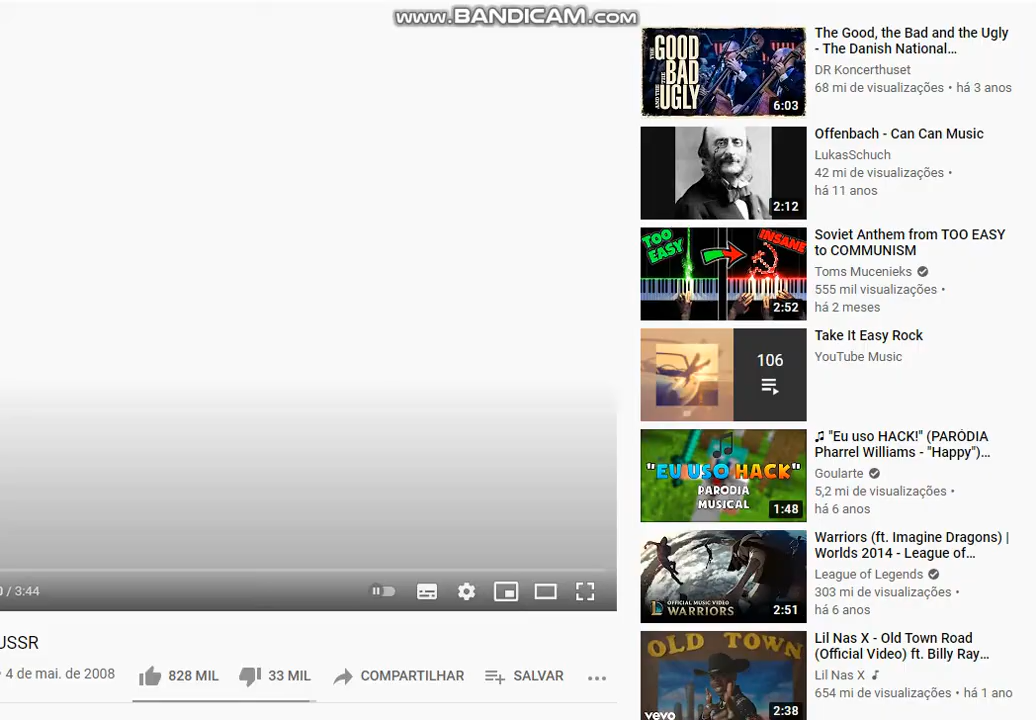 www.BANDICAM.com
THE GOOD
THE BAD
AND THE UGLY
6:03
The Good, the Bad and the Ugly
- The Danish National…
DR Koncerthuset
68 mi de visualizações • há 3 anos
2:12
Offenbach - Can Can Music
LukasSchuch
42 mi de visualizações •
há 11 anos
TOO EASY
INSANE
2:52
Soviet Anthem from TOO EASY
to COMMUNISM
Toms Mucenieks
555 mil visualizações •
há 2 meses
106
Take It Easy Rock
YouTube Music
"EU USO HACK"
PARÓDIA
MUSICAL
1:48
♫ "Eu uso HACK!" (PARÓDIA
Pharrel Williams - "Happy")…
Goularte
5,2 mi de visualizações •
há 6 anos
OFFICIAL MUSIC VIDEO
WARRIORS
2:51
Warriors (ft. Imagine Dragons) |
Worlds 2014 - League of…
League of Legends
303 mi de visualizações •
há 6 anos
OLD TOWN
vevo
2:38
Lil Nas X - Old Town Road
(Official Video) ft. Billy Ray…
Lil Nas X
654 mi de visualizações • há 1 ano
/ 3:44
USSR
• 4 de mai. de 2008
828 MIL
33 MIL
COMPARTILHAR
SALVAR